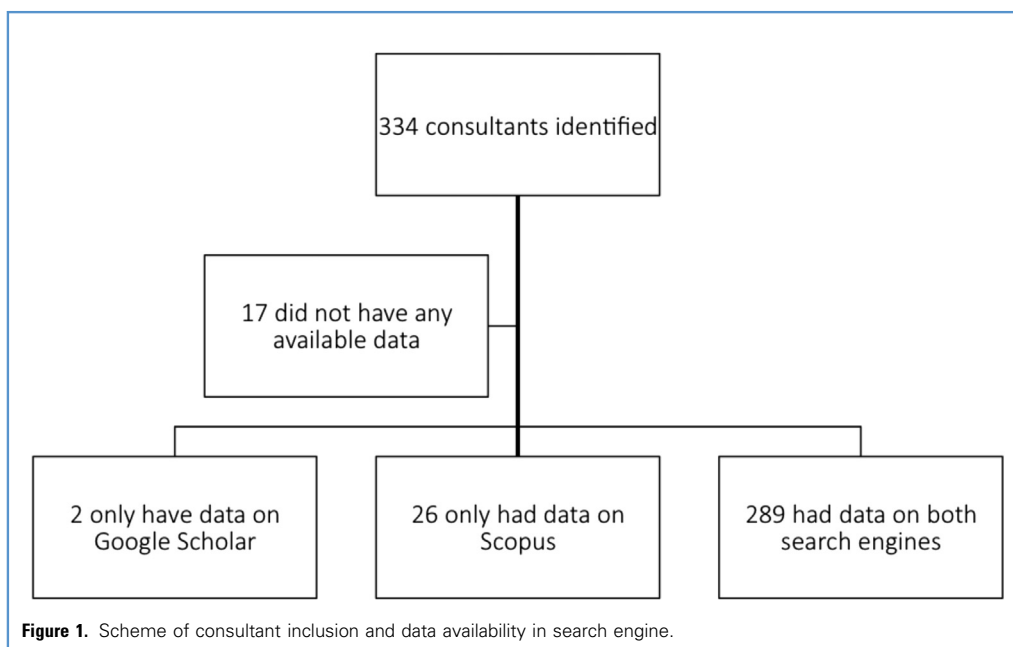 334 consultants identified
17 did not have any
available data
2 only have data on
Google Scholar
26 only had data on
Scopus
289 had data on both
search engines
Figure 1. Scheme of consultant inclusion and data availability in search engine.